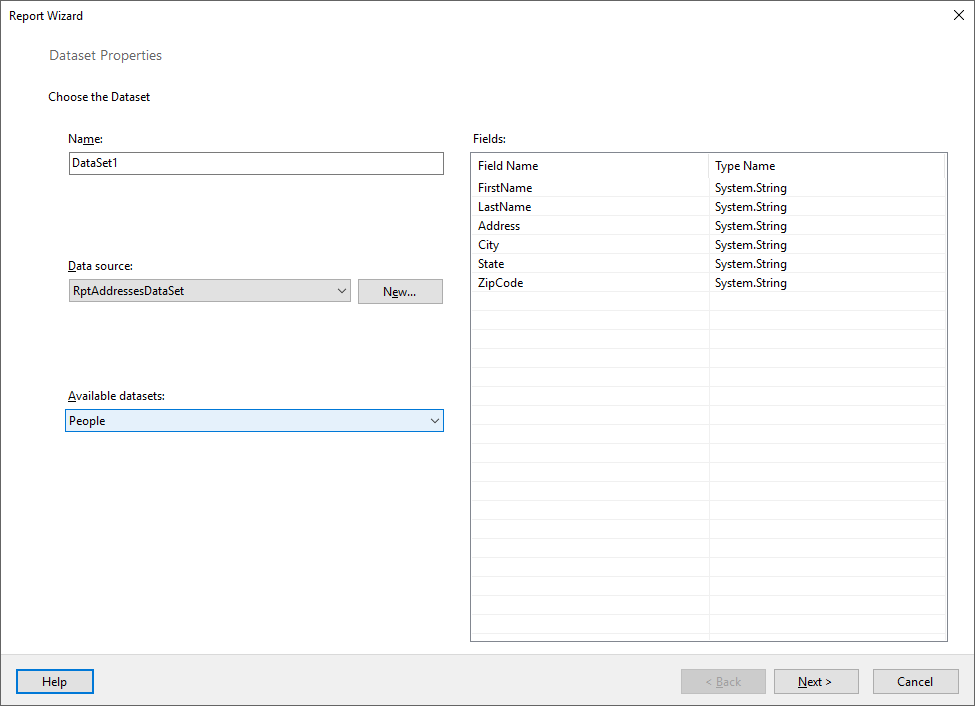 Report Wizard
Dataset Properties
Choose the Dataset
Name:
DataSet1
Data source:
RptAddressesDataSet
New...
Available datasets:
People
Fields:
Field Name Type Name
FirstName System.String
LastName System.String
Address System.String
City System.String
State System.String
ZipCode System.String
Help
< Back
Next >
Cancel